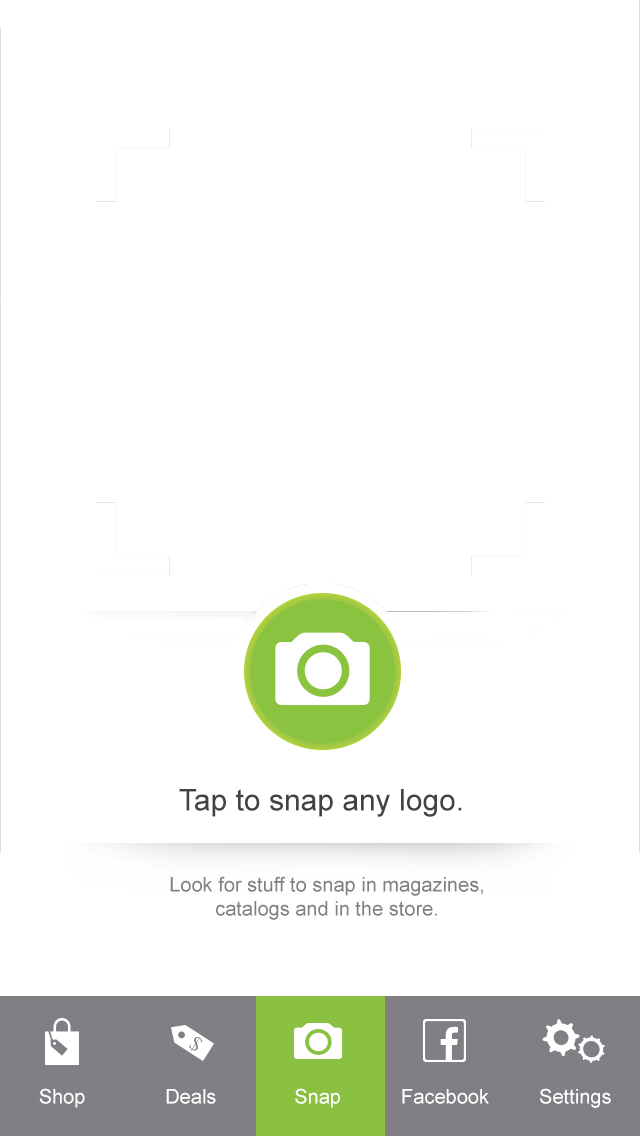 Tap to snap any logo.
Look for stuff to snap in magazines,
catalogs and in the store.
Shop
Deals
Snap
Facebook
Settings